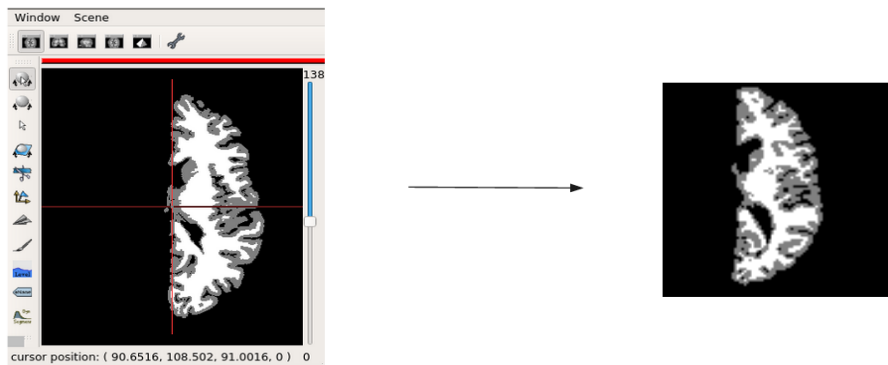 Window Scene
138
cursor position: ( 90.6516, 108.502, 91.0016, 0 ) 0